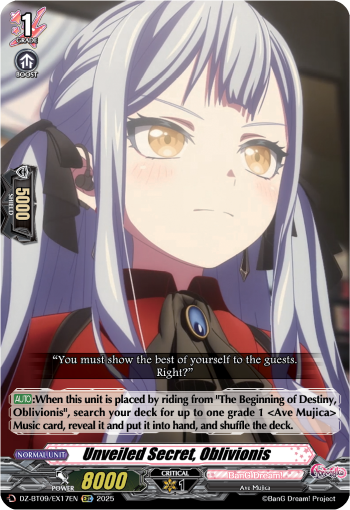 1
GRADE
BOOST
5000
SHIELD
"You must show the best of yourself to the guests.
Right?"
AUTO:When this unit is placed by riding from "The Beginning of Destiny,
Oblivionis", search your deck for up to one grade 1 <Ave Mujica>
Music card, reveal it and put it into hand, and shuffle the deck.
NORMAL UNIT
Unveiled Secret, Oblivionis
POWER
8000
CRITICAL
1
BanG Dream!
Ave Mujica
DZ-BT09/EX17EN
2025
©BanG Dream! Project